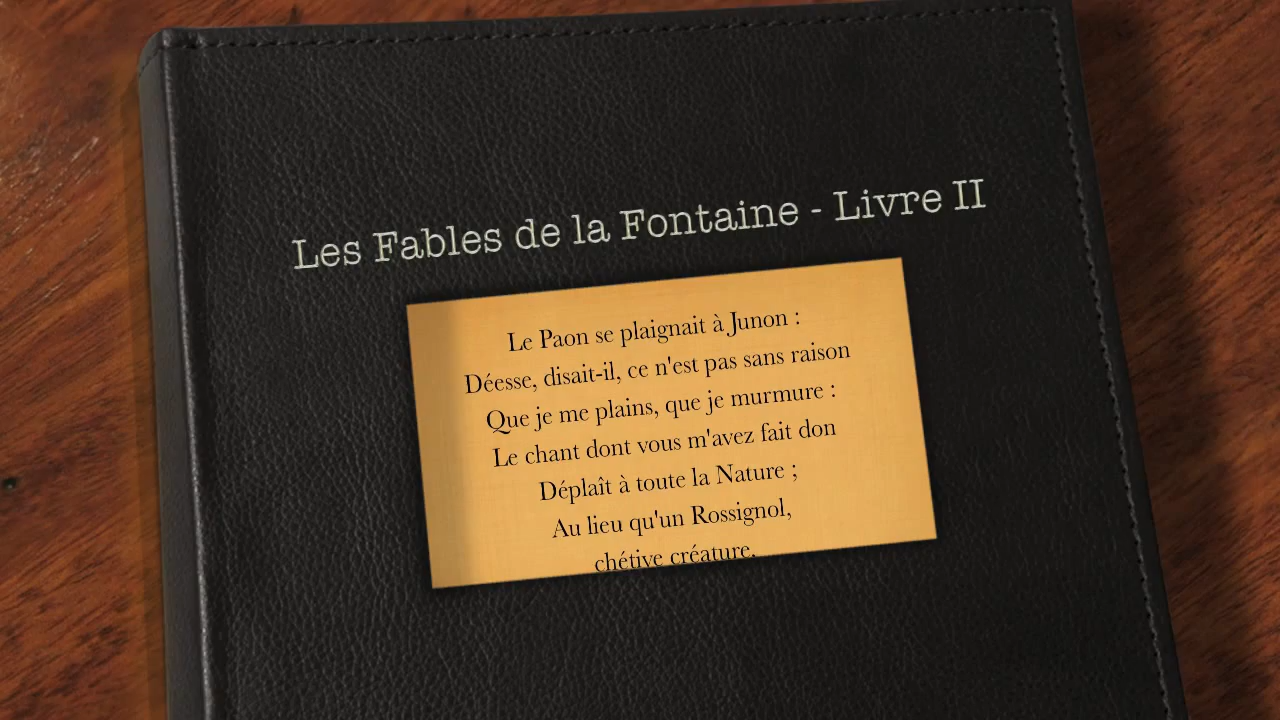 Les Fables de la Fontaine - Livre II
Le Paon se plaignait à Junon :
Déesse, disait-il, ce n'est pas sans raison
Que je me plains, que je murmure :
Le chant dont vous m'avez fait don
Déplaît à toute la Nature ;
Au lieu qu'un Rossignol,
chétive créature,